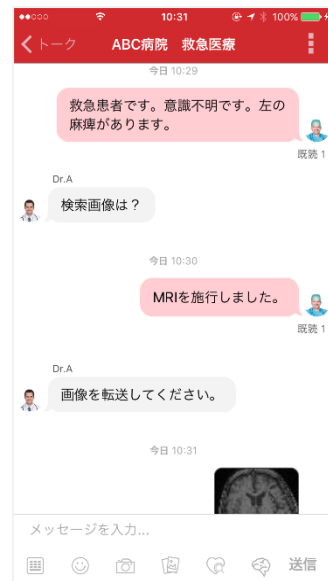 10:31
100%
トーク
ABC病院 救急医療
今日 10:29
救急患者です。意識不明です。左の
麻痺があります。
既読 1
Dr.A
検索画像は？
今日 10:30
MRIを施行しました。
既読 1
Dr.A
画像を転送してください。
今日 10:31
メッセージを入力...
送信